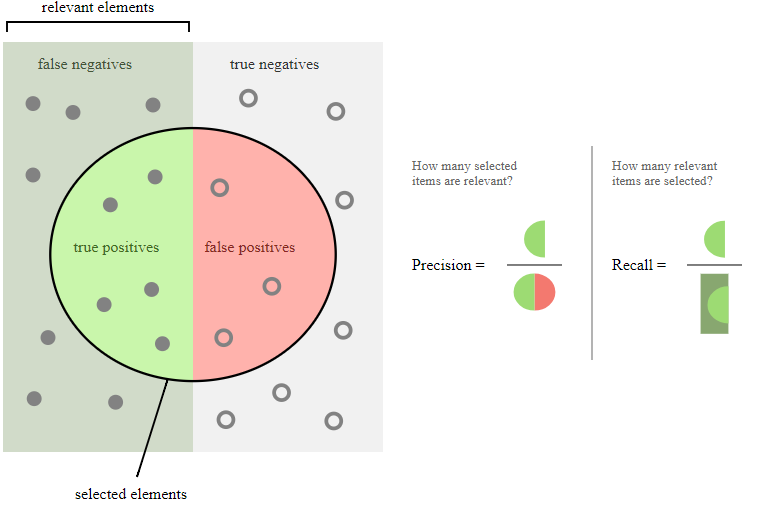 relevant elements
false negatives
true negatives
true positives
false positives
selected elements
How many selected
items are relevant?
Precision =
How many relevant
items are selected?
Recall =